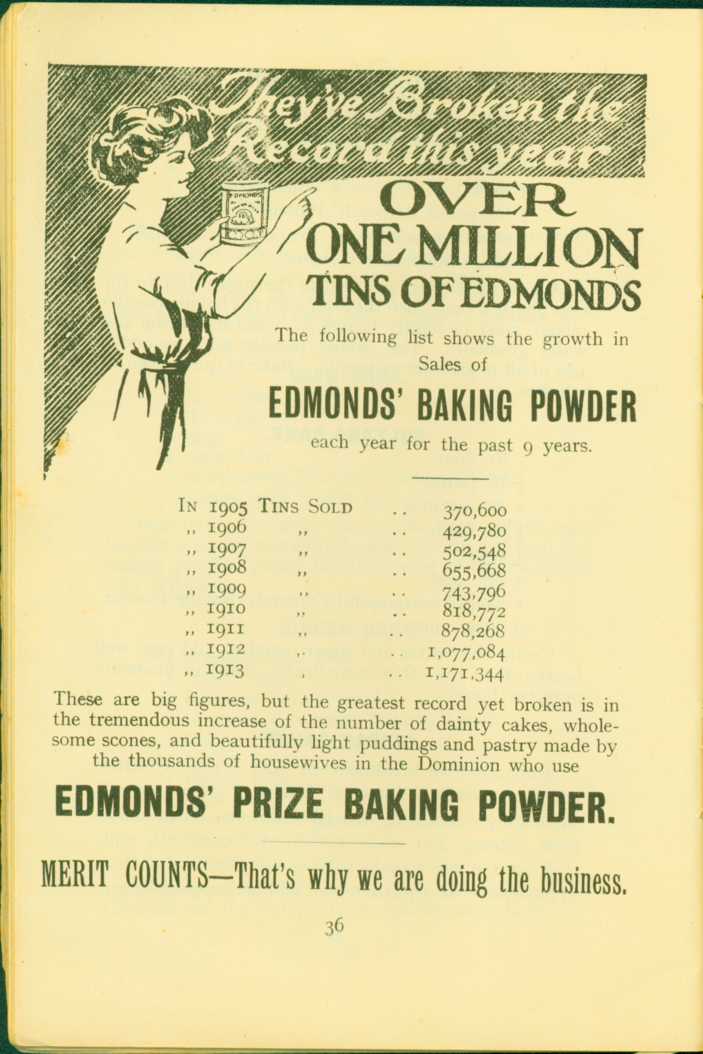 They've Broken the
Record this year
EDMONDS
OVER
ONE MILLION
TINS OF EDMONDS
The following list shows the growth in
Sales of
EDMONDS' BAKING POWDER
each year for the past 9 years.
IN 1905 TINS SOLD .. 370,600
,, 1906 ,, .. 429,780
,, 1907 ,, .. 502,548
,, 1908 ,, .. 655,668
,, 1909 ,, .. 743,796
,, 1910 ,, .. 818,772
,, 1911 ,, .. 878,268
,, 1912 ,, .. 1,077,084
,, 1913 , .. 1,171,344
These are big figures, but the greatest record yet broken is in
the tremendous increase of the number of dainty cakes, whole-
some scones, and beautifully light puddings and pastry made by
the thousands of housewives in the Dominion who use
EDMONDS' PRIZE BAKING POWDER.
MERIT COUNTS—That's why we are doing the business.
36